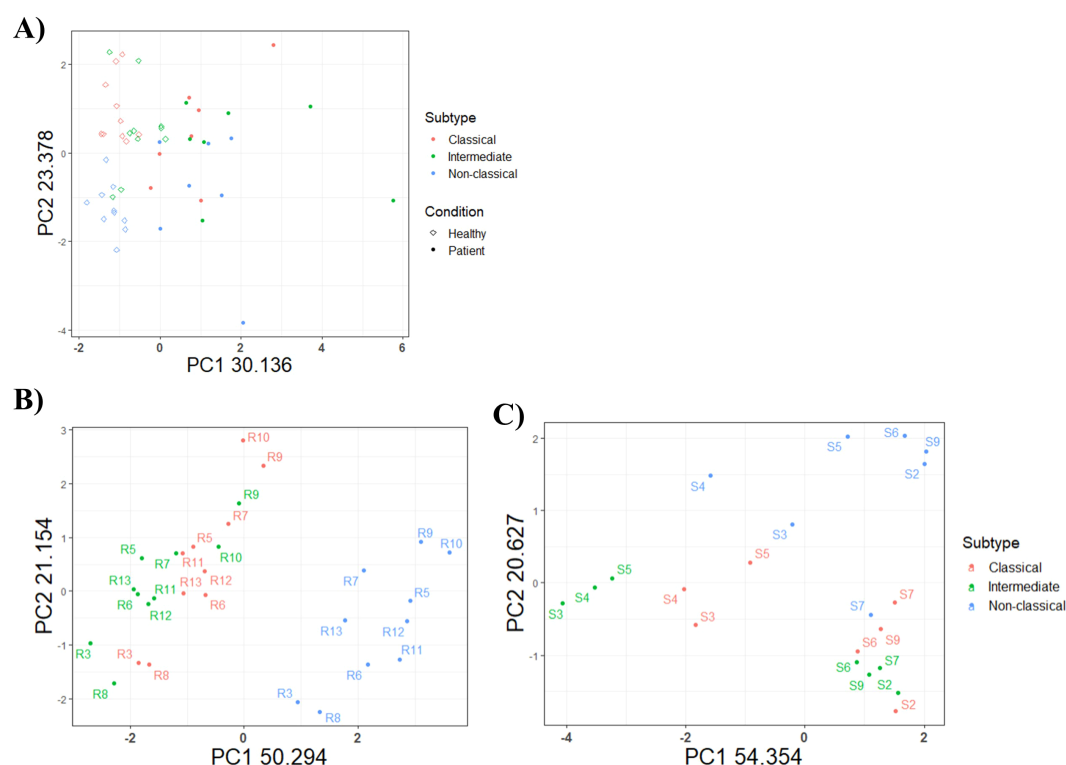 A)
2
0
-2
-4
-2
0
2
4
6
PC2 23.378
PC1 30.136
Subtype
Classical
Intermediate
Non-classical
Condition
Healthy
Patient
B)
3
2
1
0
-1
-2
-2
0
2
PC2 21.154
PC1 50.294
R10
R9
R9
R7
R5
R5
R7
R11
R10
R13
R13
R12
R11
R6
R6
R12
R3
R3
R8
R8
R9
R10
R7
R5
R13
R12
R11
R6
R3
R8
C)
2
1
0
-1
-4
-2
0
2
PC2 20.627
PC1 54.354
S6
S5
S9
S2
S4
S3
S5
S5
S4
S4
S3
S3
S7
S7
S6
S9
S6
S7
S9
S2
S2
Subtype
Classical
Intermediate
Non-classical